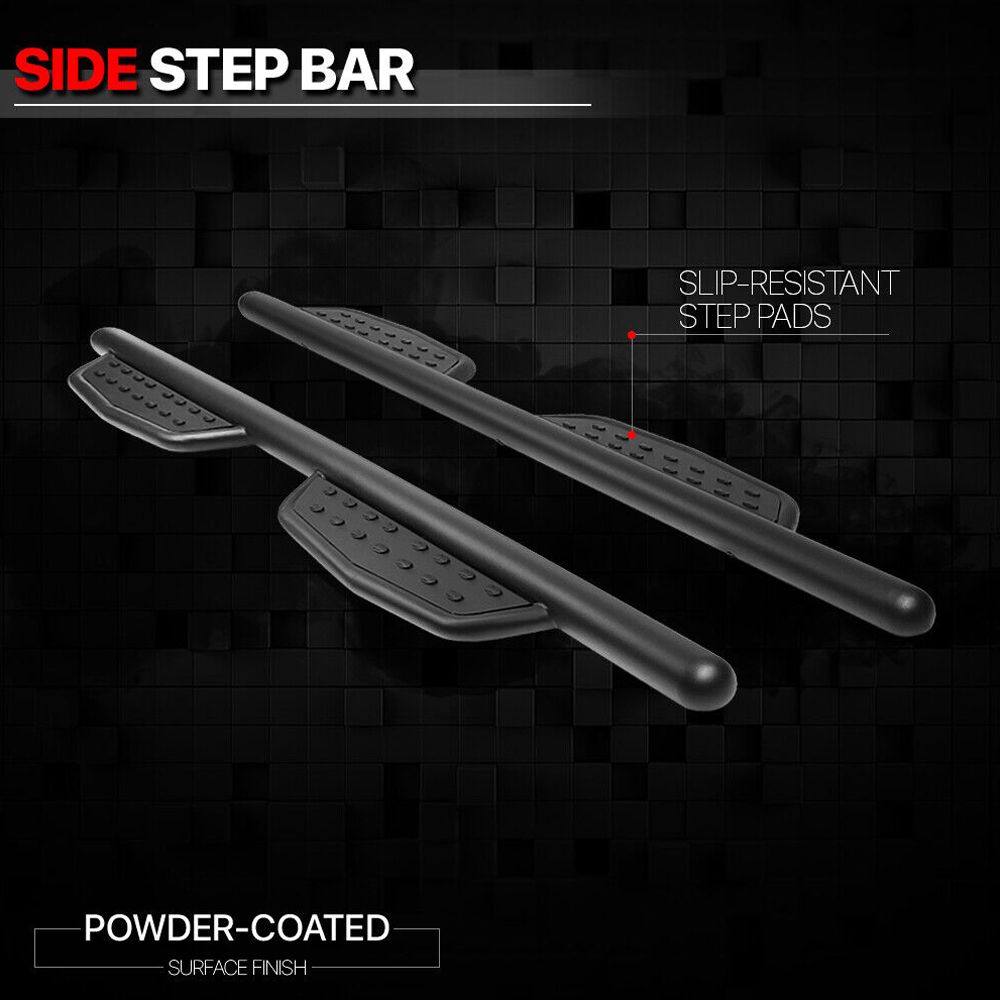 SIDE STEP BAR
SLIP-RESISTANT
STEP PADS
POWDER-COATED
SURFACE FINISH